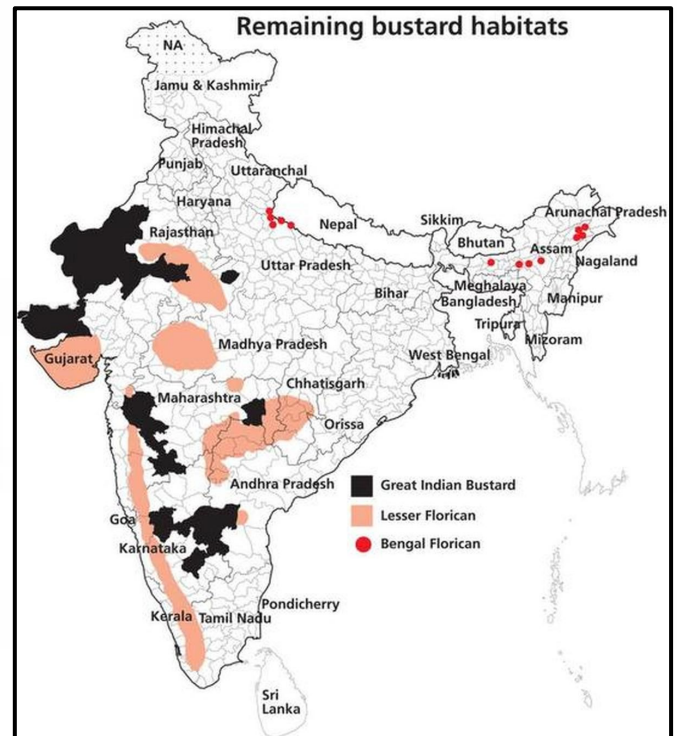 Remaining bustard habitats
NA
Jamu & Kashmir
Himachal
Pradesh
Punjab
Uttaranchal
Haryana
Rajasthan
Nepal
Sikkim
Arunachal Pradesh
Bhutan
Assam
Nagaland
Uttar Pradesh
Meghalaya
Bihar
Bangladesh
Manipur
Tripura
Mizoram
Gujarat
Madhya Pradesh
West Bengal
Chhatisgarh
Maharashtra
Orissa
Andhra Pradesh
Great Indian Bustard
Goa
Lesser Florican
Karnataka
Bengal Florican
Pondicherry
Kerala
Tamil Nadu
Sri
Lanka